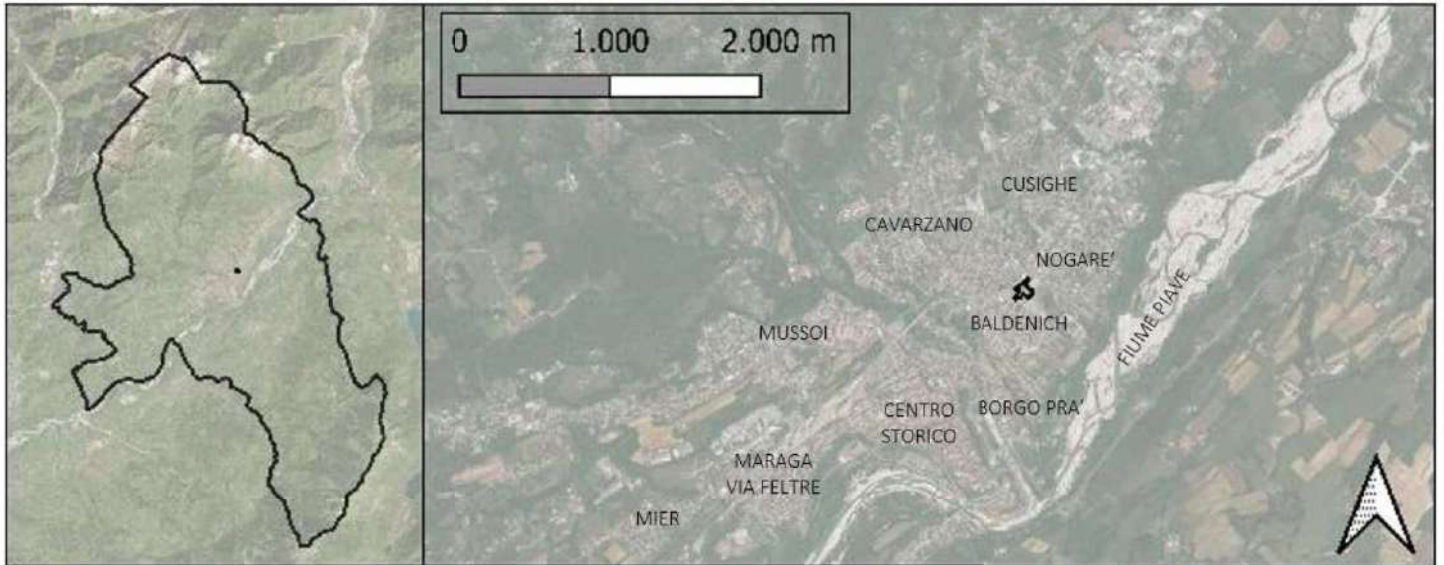 0 1.000 2.000 m
CUSIGHE
CAVARZANO
NOGARE'
BALDENICH
MUSSOI
FIUME PIAVE
CENTRO
STORICO
BORGO PRA'
MARAGA
VIA FELTRE
MIER